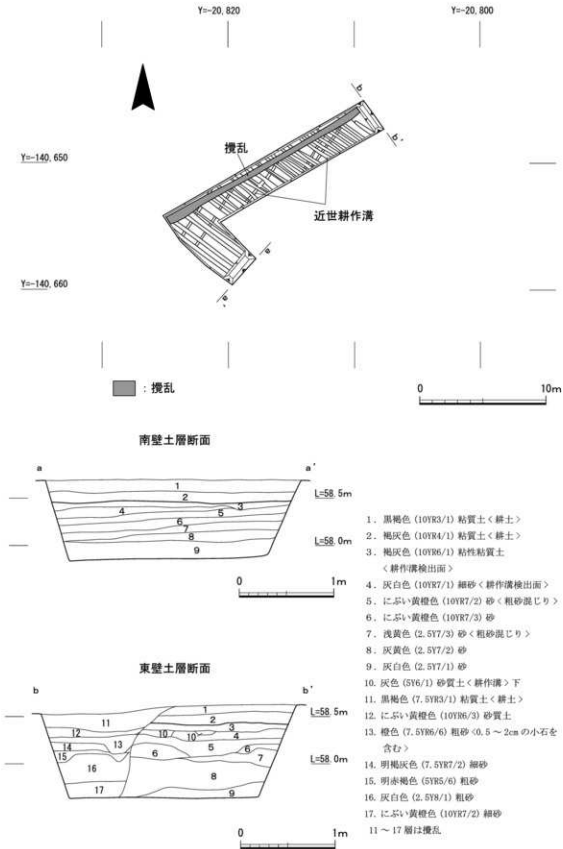 Y=-20,820
Y=-20,800
Y=-140,650
Y=-140,660
攪乱
近世耕作溝
b
b'
a
a'
：攪乱
0
10m
南壁土層断面
a
a'
1
2
3
4
5
6
7
8
9
L=58.5m
L=58.0m
0
1m
東壁土層断面
b
b'
11
12
13
14
15
16
17
1
2
3
10
10
4
5
6
6
7
8
9
L=58.5m
L=58.0m
0
1m
1．黒褐色(10YR3/1)粘質土<耕土>
2．褐灰色(10YR4/1)粘質土<耕土>
3．褐灰色(10YR6/1)粘性粘質土
<耕作溝検出面>
4．灰白色(10YR7/1)細砂<耕作溝検出面>
5．にぶい黄橙色(10YR7/2)砂<粗砂混じり>
6．にぶい黄橙色(10YR7/3)砂
7．浅黄色(2.5Y7/3)砂<粗砂混じり>
8．灰黄色(2.5Y7/2)砂
9．灰白色(2.5Y7/1)砂
10．灰色(5Y6/1)砂質土<耕作溝>下
11．黒褐色(7.5YR3/1)粘質土<耕土>
12．にぶい黄橙色(10YR6/3)砂質土
13．橙色(7.5YR6/6)粗砂<0.5～2cmの小石を
含む>
14．明褐灰色(7.5YR7/2)細砂
15．明赤褐色(5YR5/6)粗砂
16．灰白色(2.5Y8/1)粗砂
17．にぶい黄橙色(10YR7/2)細砂
11～17層は攪乱